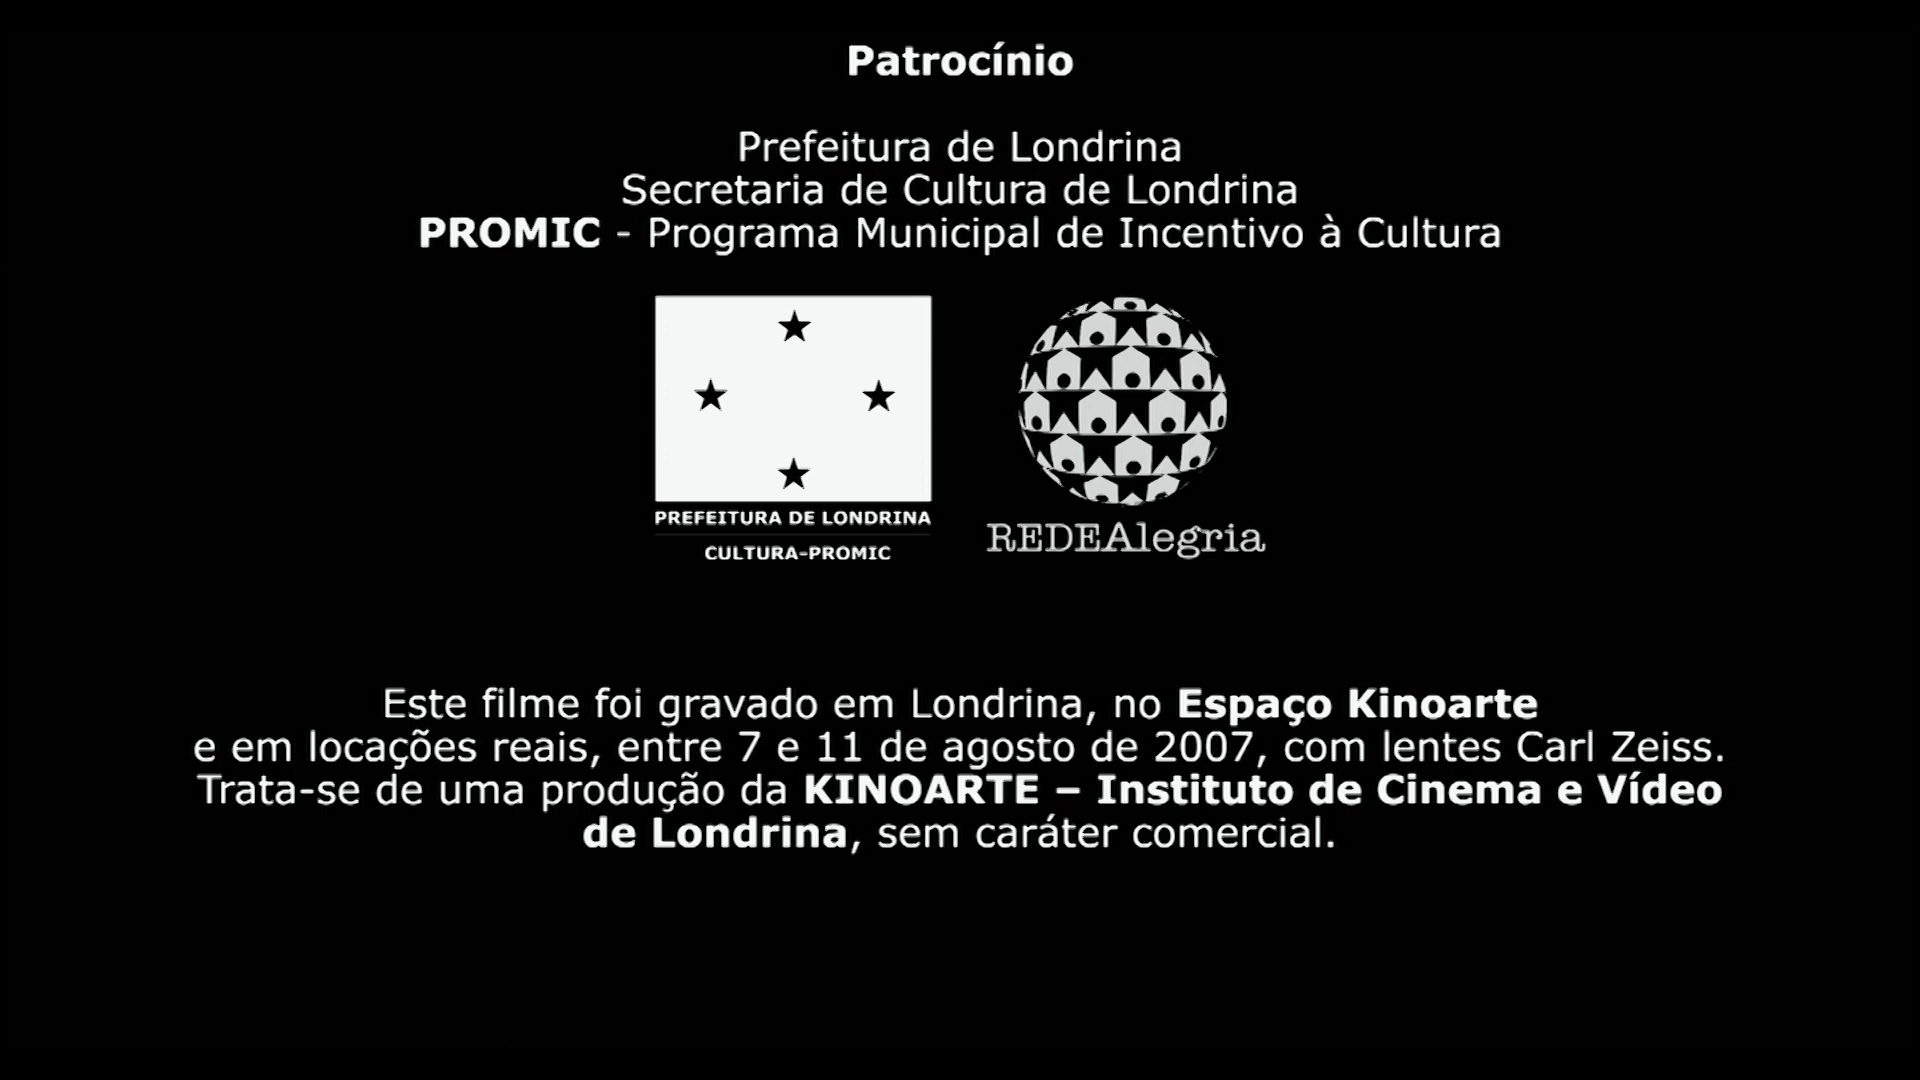 Patrocínio
Prefeitura de Londrina
Secretaria de Cultura de Londrina
PROMIC - Programa Municipal de Incentivo à Cultura
PREFEITURA DE LONDRINA
CULTURA-PROMIC
REDEAlegria
Este filme foi gravado em Londrina, no Espaço Kinoarte
e em locações reais, entre 7 e 11 de agosto de 2007, com lentes Carl Zeiss.
Trata-se de uma produção da KINOARTE – Instituto de Cinema e Vídeo
de Londrina, sem caráter comercial.